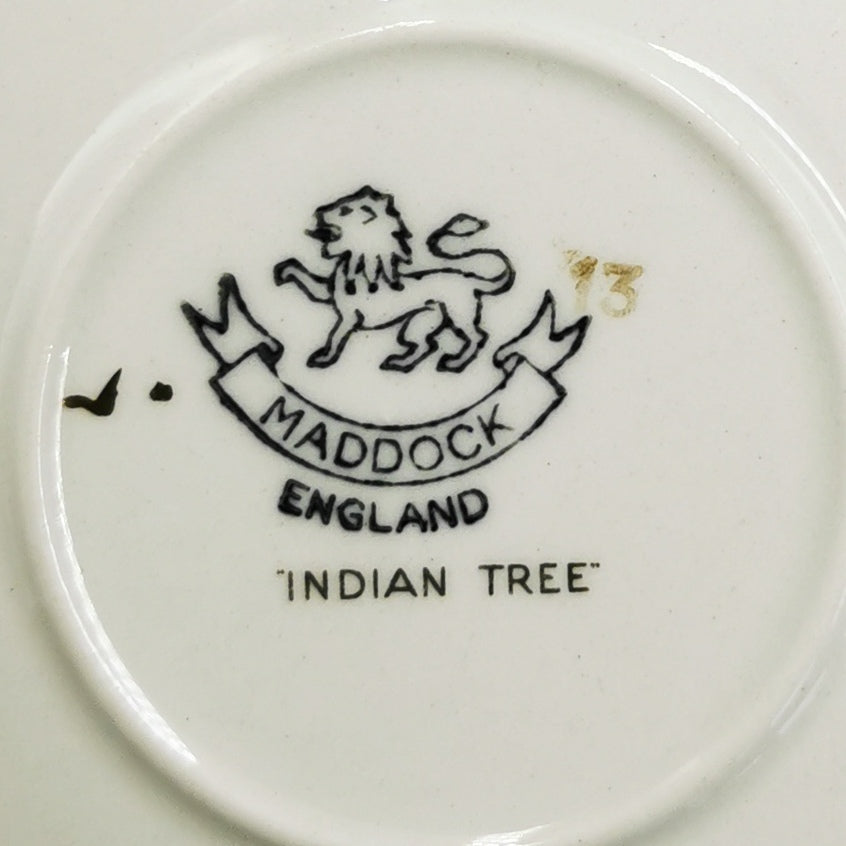 13
MADDOCK
ENGLAND
"INDIAN TREE"